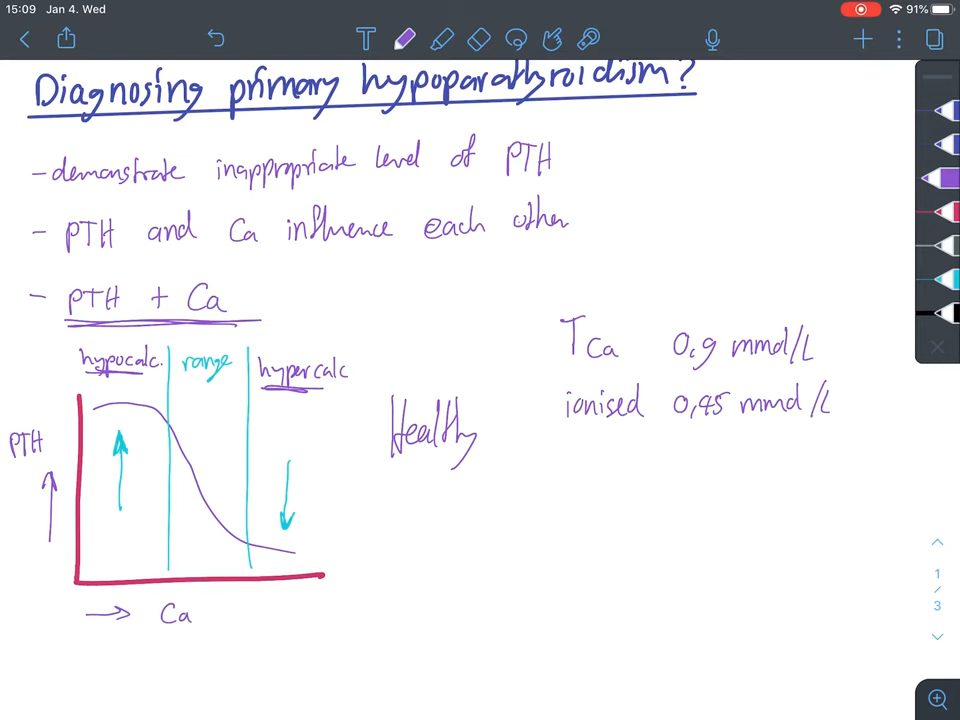 15:09 Jan 4. Wed
91%
Diagnosing primary hypoparathyroidism?
- demonstrate inappropriate level of PTH
- PTH and Ca influence each other
- PTH + Ca
hypocalc. range hypercalc
PTH
Ca
Healthy
TCa 0,9 mmol/L
ionised 0,45 mmol/L
1
/
3